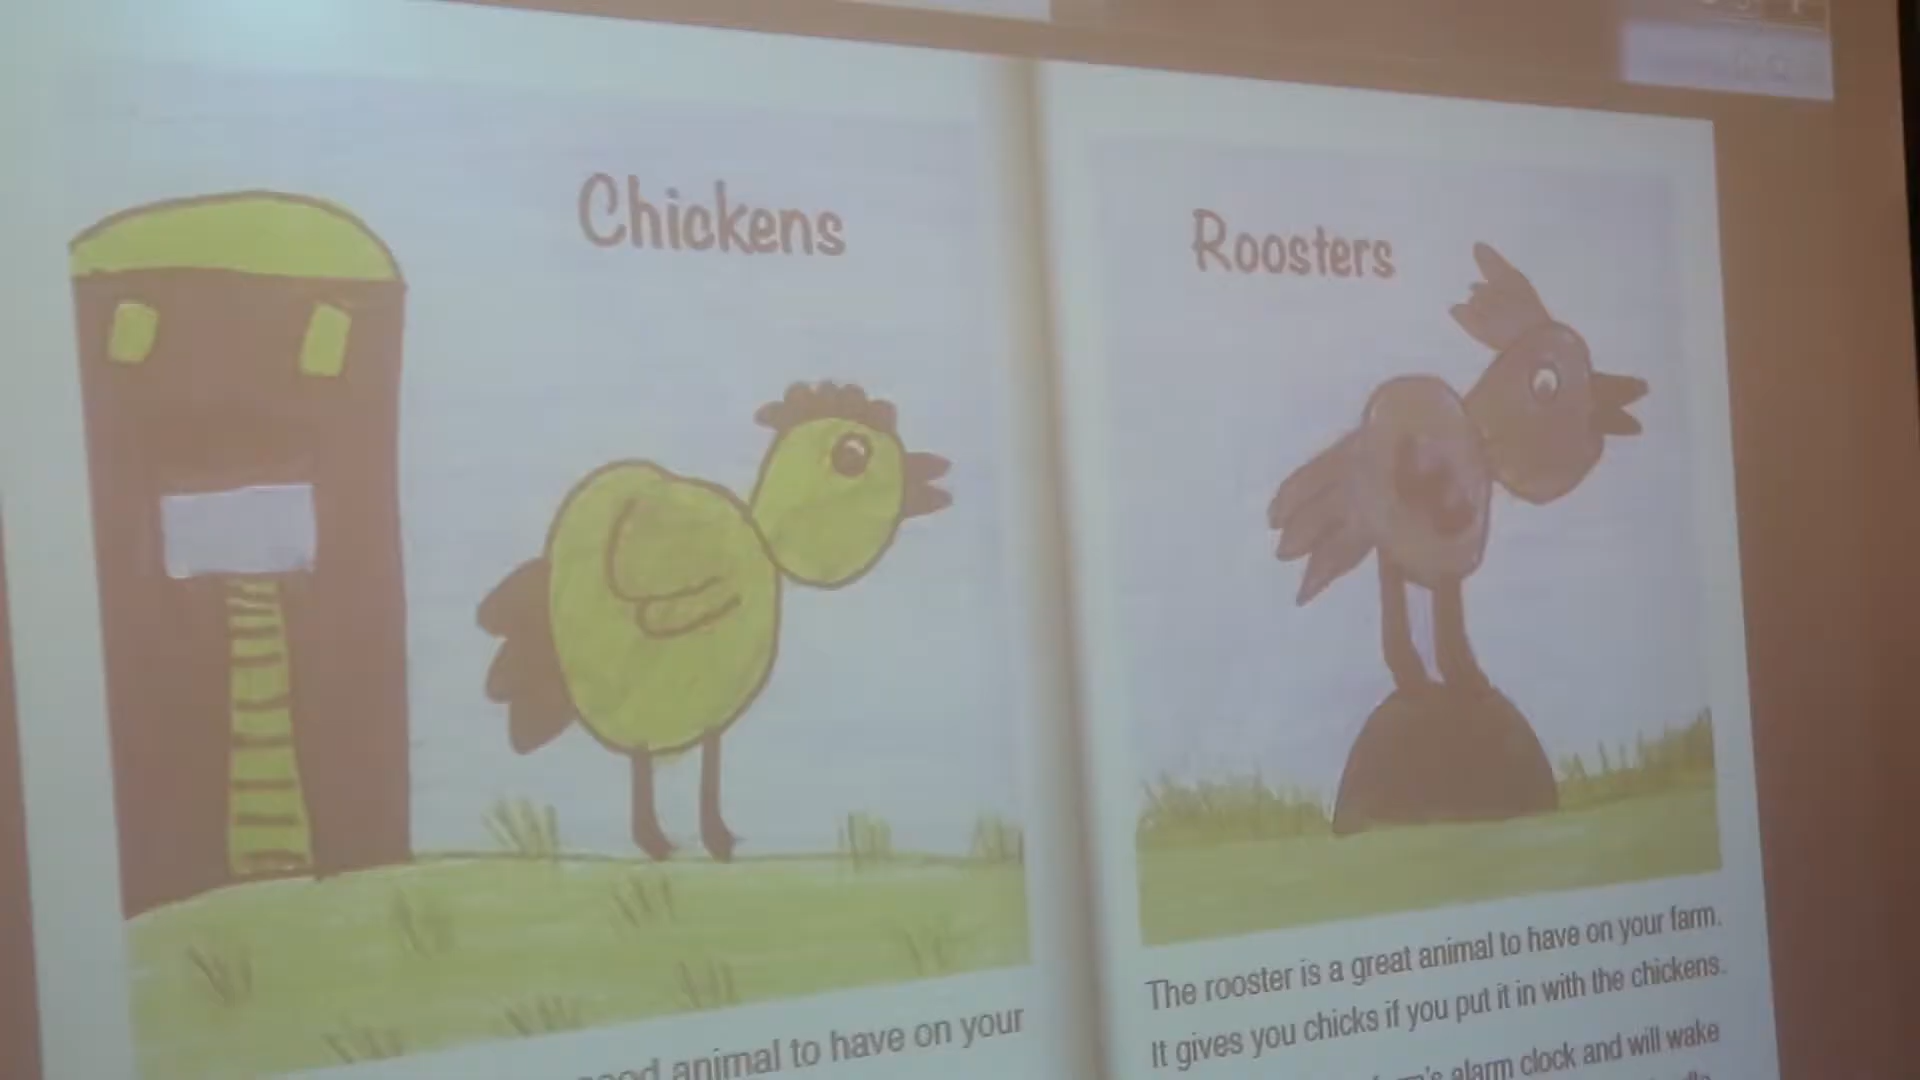 Chickens
animal to have on your
Roosters
The rooster is a great animal to have on your farm.
It gives you chicks if you put it in with the chickens.
alarm clock and will wake